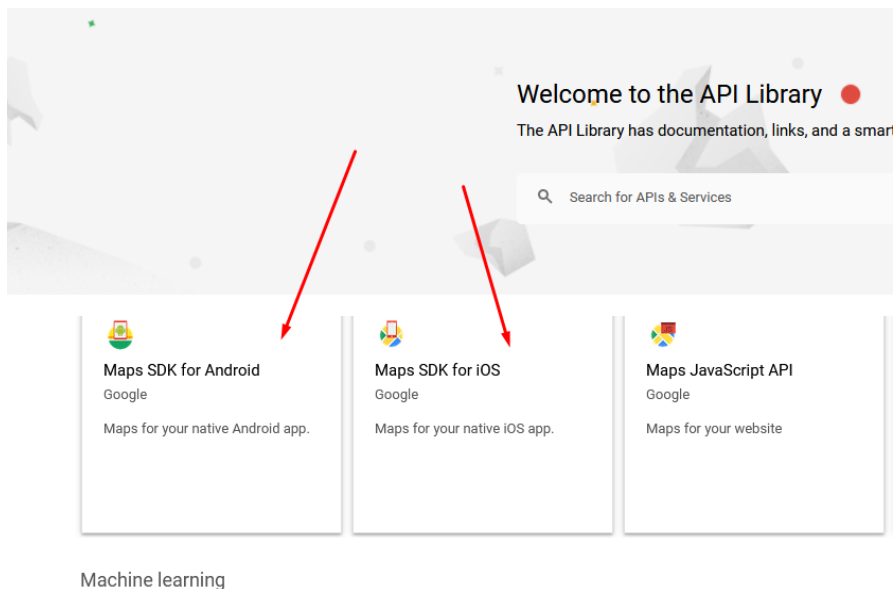 Welcome to the API Library
The API Library has documentation, links, and a smart
Search for APIs & Services
Maps SDK for Android
Google
Maps for your native Android app.
Maps SDK for iOS
Google
Maps for your native iOS app.
Maps JavaScript API
Google
Maps for your website
Machine learning